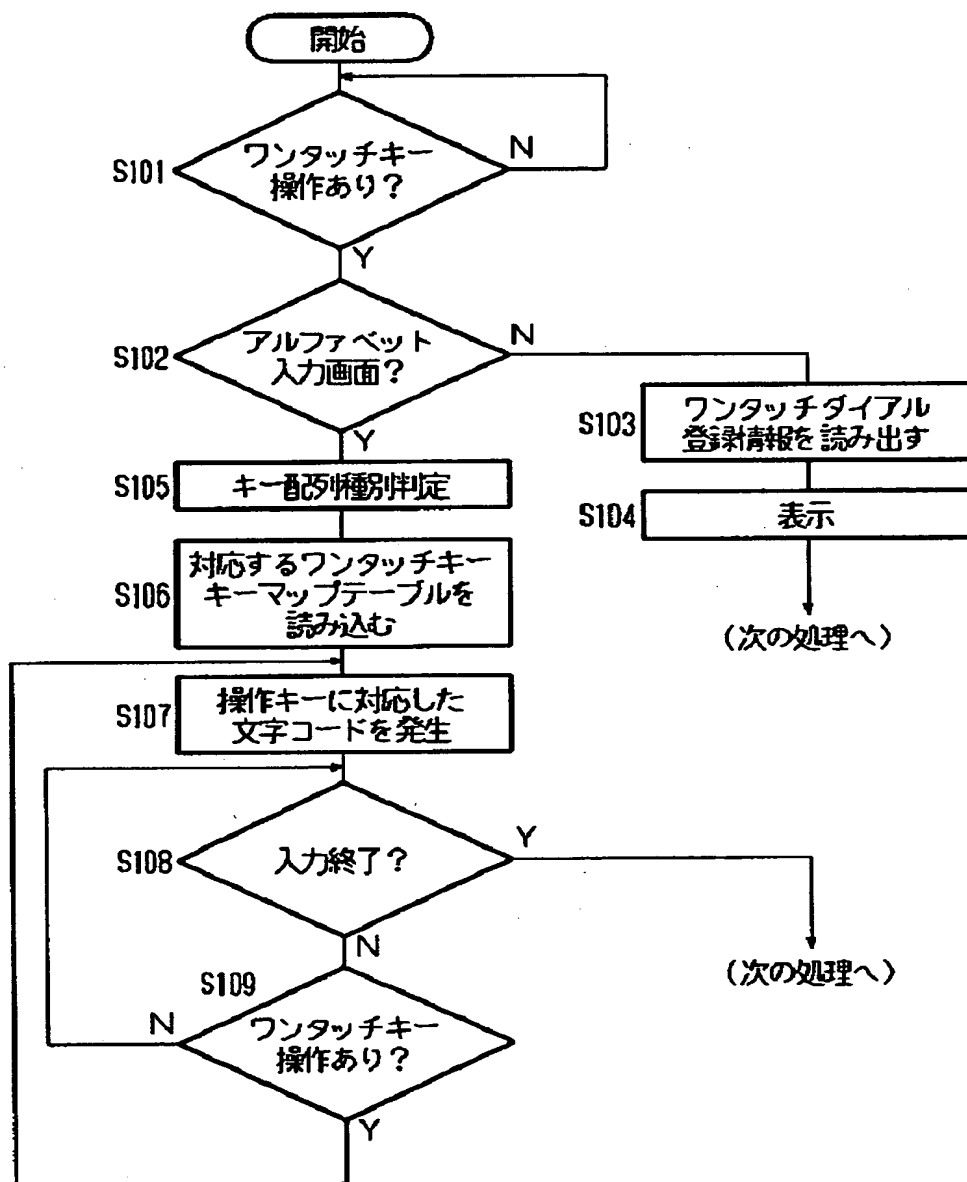 開始
S101
ワンタッチキー
操作あり?
N
Y
S102
アルファベット
入力画面?
N
Y
S103
ワンタッチダイアル
登録情報を読み出す
S105
キー配列種別判定
S104
表示
S106
対応するワンタッチキー
キーマップテーブルを
読み込む
(次の処理へ)
S107
操作キーに対応した
文字コードを発生
S108
入力終了?
Y
N
(次の処理へ)
S109
ワンタッチキー
操作あり?
N
Y